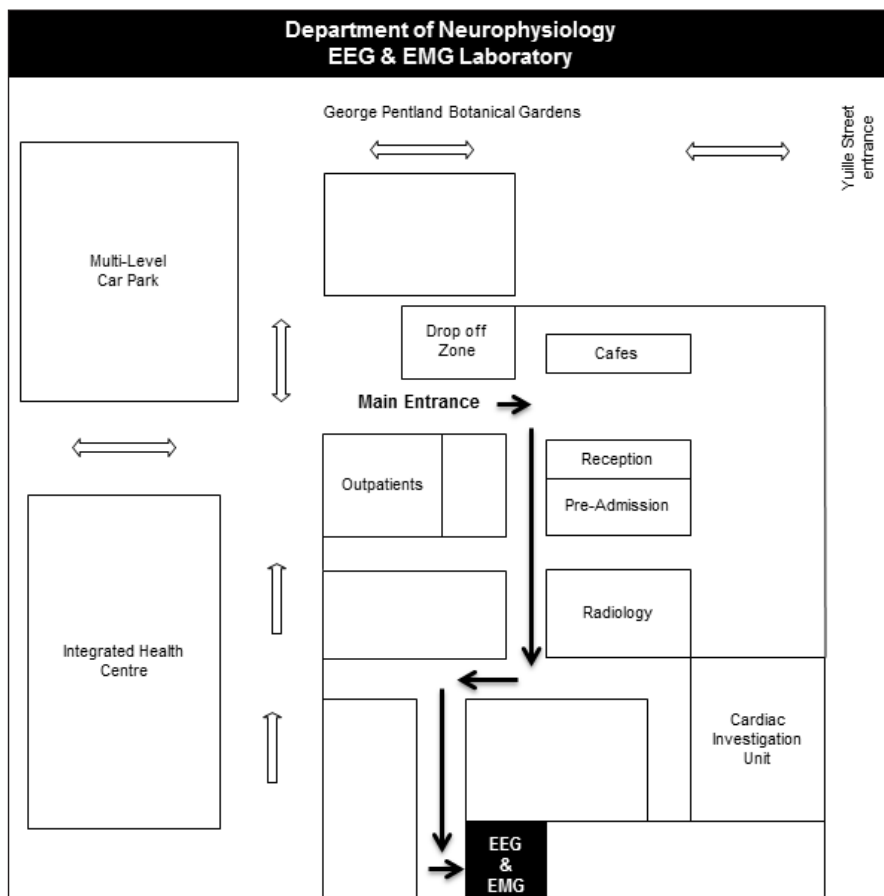 Department of Neurophysiology
EEG & EMG Laboratory
George Pentland Botanical Gardens
Yuille Street
entrance
Multi-Level
Car Park
Drop off
Zone
Cafes
Main Entrance
Outpatients
Reception
Pre-Admission
Radiology
Integrated Health
Centre
Cardiac
Investigation
Unit
EEG
&
EMG